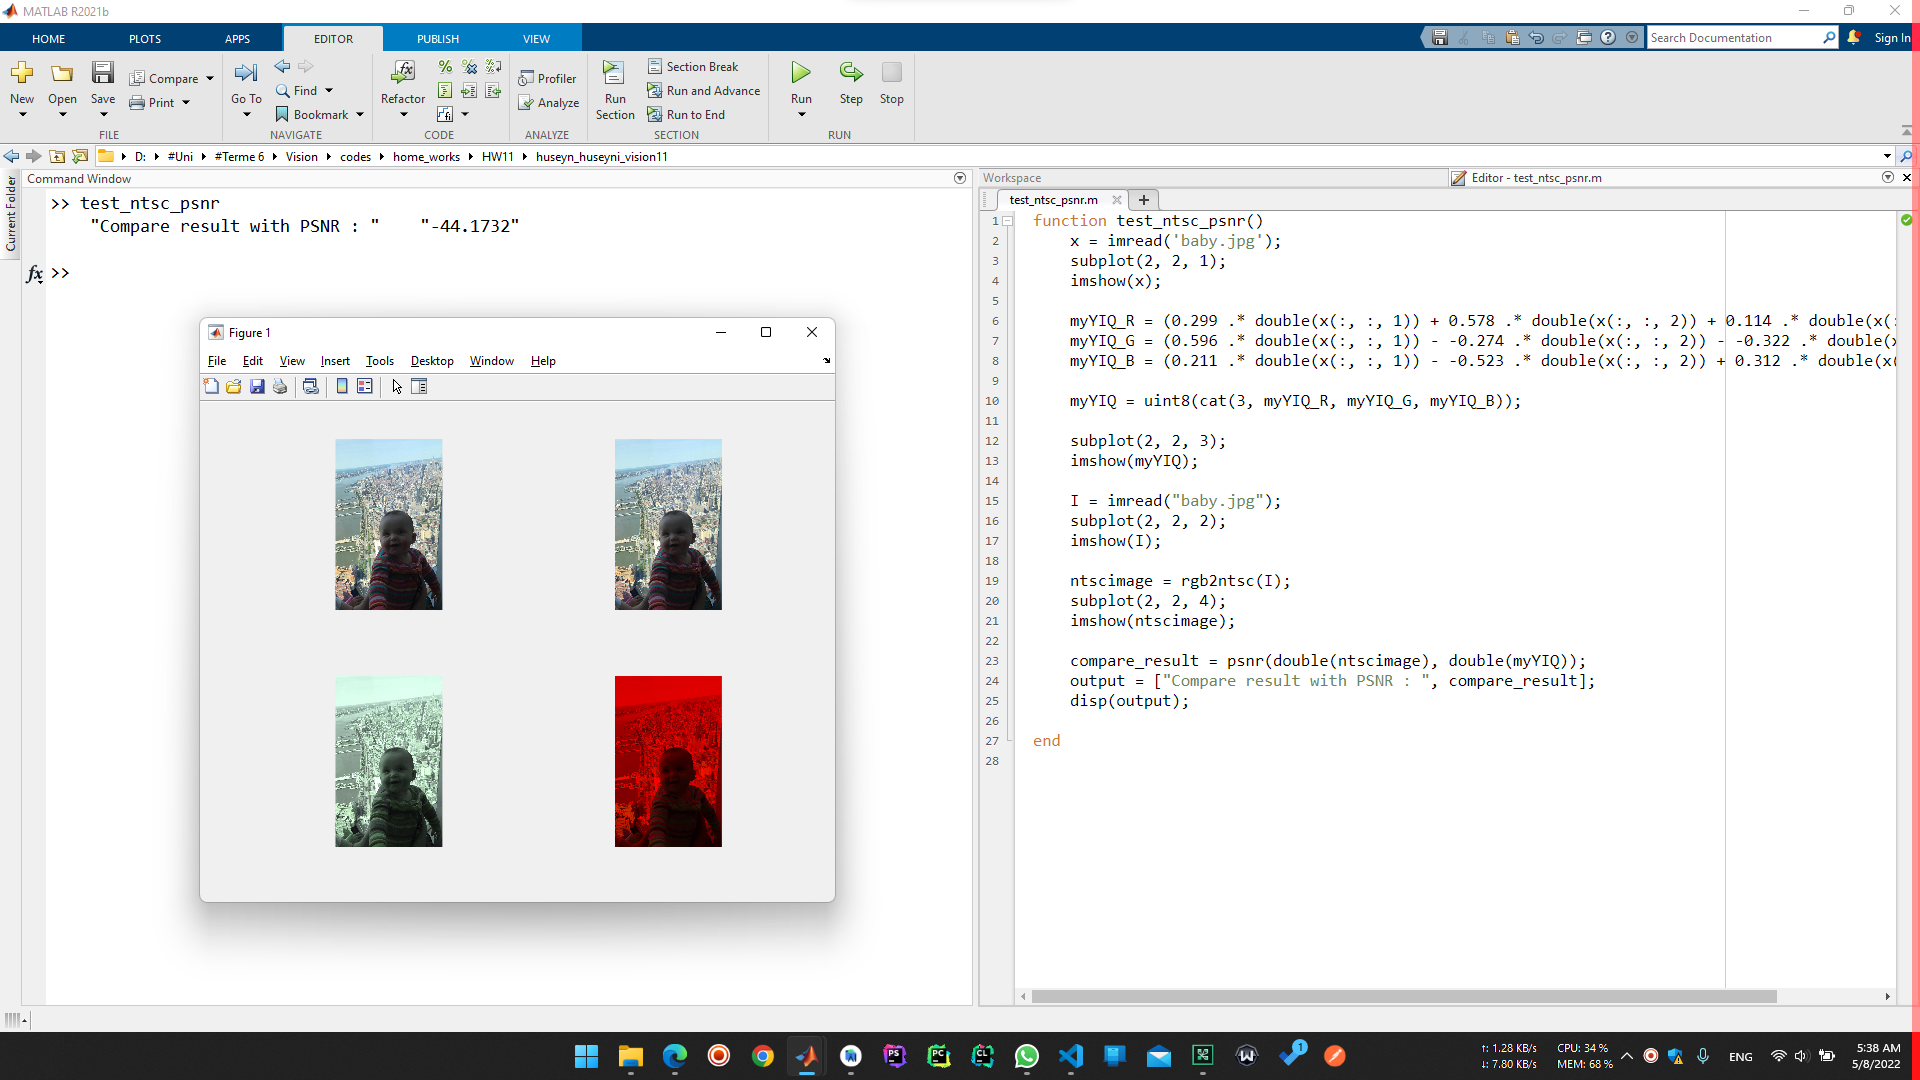 MATLAB R2021b
HOME PLOTS APPS EDITOR PUBLISH VIEW
Search Documentation Sign In
New Open Save Compare Print
FILE
Go To Find Bookmark
NAVIGATE
Refactor
CODE
Profiler
Analyze
ANALYZE
Run Section
Section Break
Run and Advance
Run to End
SECTION
Run Step Stop
RUN
D: #Uni #Terme 6 Vision codes home_works HW11 huseyn_huseyni_vision11
Current Folder
Command Window
>> test_ntsc_psnr
"Compare result with PSNR : " "-44.1732"
fx >>
Figure 1
File Edit View Insert Tools Desktop Window Help
Workspace
Editor - test_ntsc_psnr.m
test_ntsc_psnr.m
1 function test_ntsc_psnr()
2 x = imread('baby.jpg');
3 subplot(2, 2, 1);
4 imshow(x);
5
6 myYIQ_R = (0.299 .* double(x(:, :, 1)) + 0.578 .* double(x(:, :, 2)) + 0.114 .* double(x(:
7 myYIQ_G = (0.596 .* double(x(:, :, 1)) - -0.274 .* double(x(:, :, 2)) - -0.322 .* double(x
8 myYIQ_B = (0.211 .* double(x(:, :, 1)) - -0.523 .* double(x(:, :, 2)) + 0.312 .* double(x(
9
10 myYIQ = uint8(cat(3, myYIQ_R, myYIQ_G, myYIQ_B));
11
12 subplot(2, 2, 3);
13 imshow(myYIQ);
14
15 I = imread("baby.jpg");
16 subplot(2, 2, 2);
17 imshow(I);
18
19 ntscimage = rgb2ntsc(I);
20 subplot(2, 2, 4);
21 imshow(ntscimage);
22
23 compare_result = psnr(double(ntscimage), double(myYIQ));
24 output = ["Compare result with PSNR : ", compare_result];
25 disp(output);
26
27 end
28
↑: 1.28 KB/s
↓: 7.80 KB/s
CPU: 34 %
MEM: 68 %
ENG
5:38 AM
5/8/2022